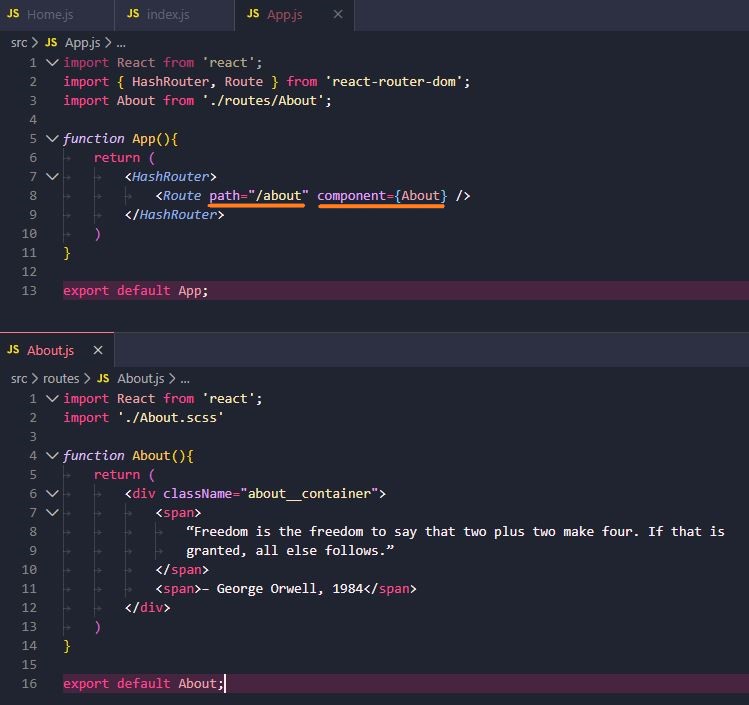 JS Home.js JS index.js JS App.js ×
src > JS App.js > ...
1 import React from 'react';
2 import { HashRouter, Route } from 'react-router-dom';
3 import About from './routes/About';
4
5 function App(){
6 return (
7 <HashRouter>
8 <Route path="/about" component={About} />
9 </HashRouter>
10 )
11 }
12
13 export default App;
JS About.js ×
src > routes > JS About.js > ...
1 import React from 'react';
2 import './About.scss'
3
4 function About(){
5 return (
6 <div className="about__container">
7 <span>
8 “Freedom is the freedom to say that two plus two make four. If that is
9 granted, all else follows.”
10 </span>
11 <span>– George Orwell, 1984</span>
12 </div>
13 )
14 }
15
16 export default About;